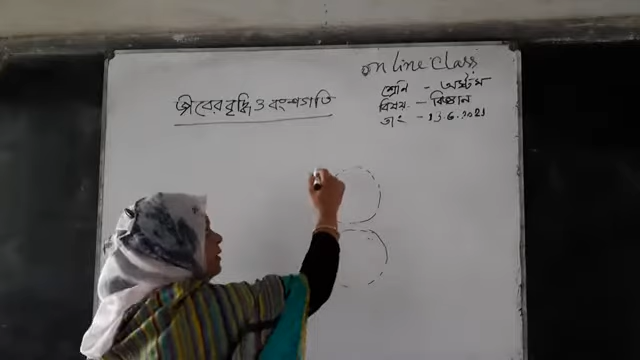 জীবের বৃদ্ধি ও বংশগতি
online Class
শ্রেণি - অষ্টম
বিষয় - বিজ্ঞান
তাং - 13.6.2021